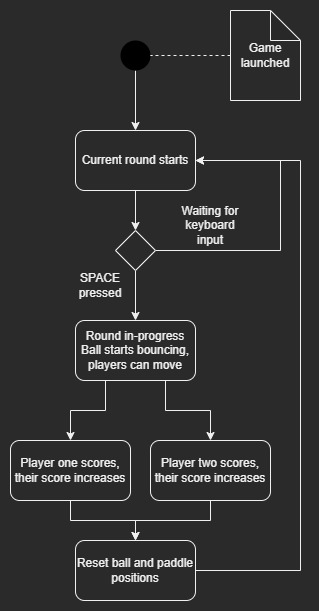 Game
launched
Current round starts
Waiting for
keyboard
input
SPACE
pressed
Round in-progress
Ball starts bouncing,
players can move
Player one scores,
their score increases
Player two scores,
their score increases
Reset ball and paddle
positions